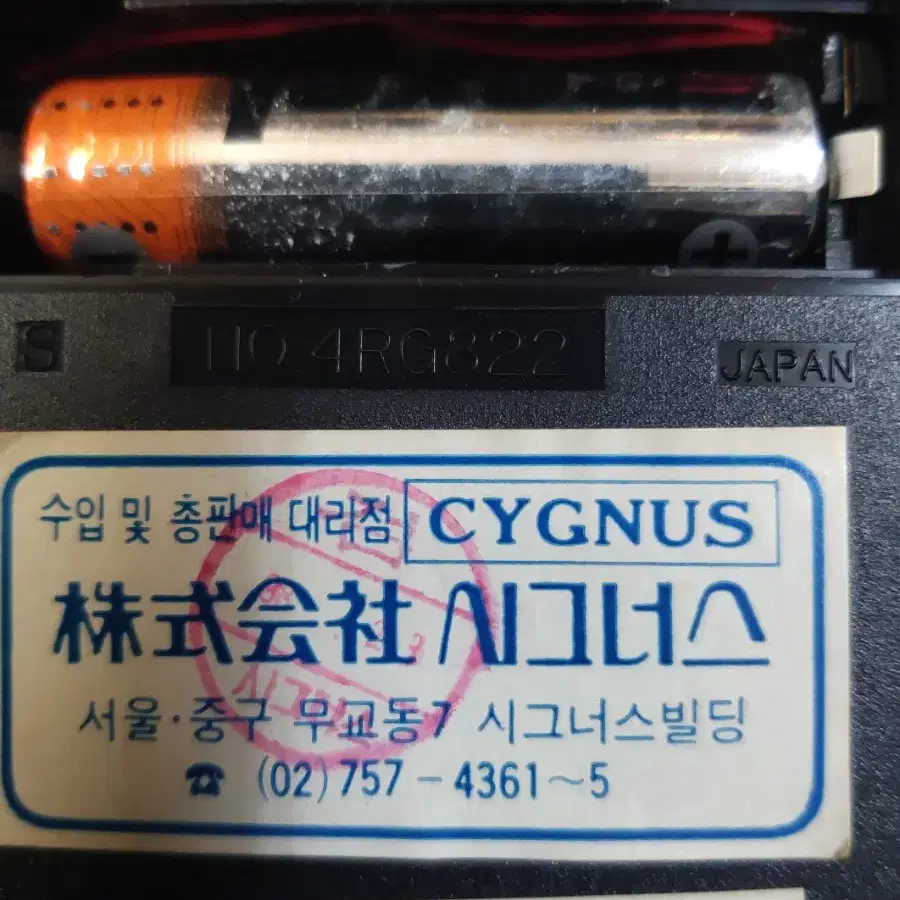 S NO.4RG822 JAPAN
수입 및 총판매 대리점 CYGNUS
株式会社 시그너스
서울·중구 무교동7 시그너스빌딩
☎ (02)757-4361~5